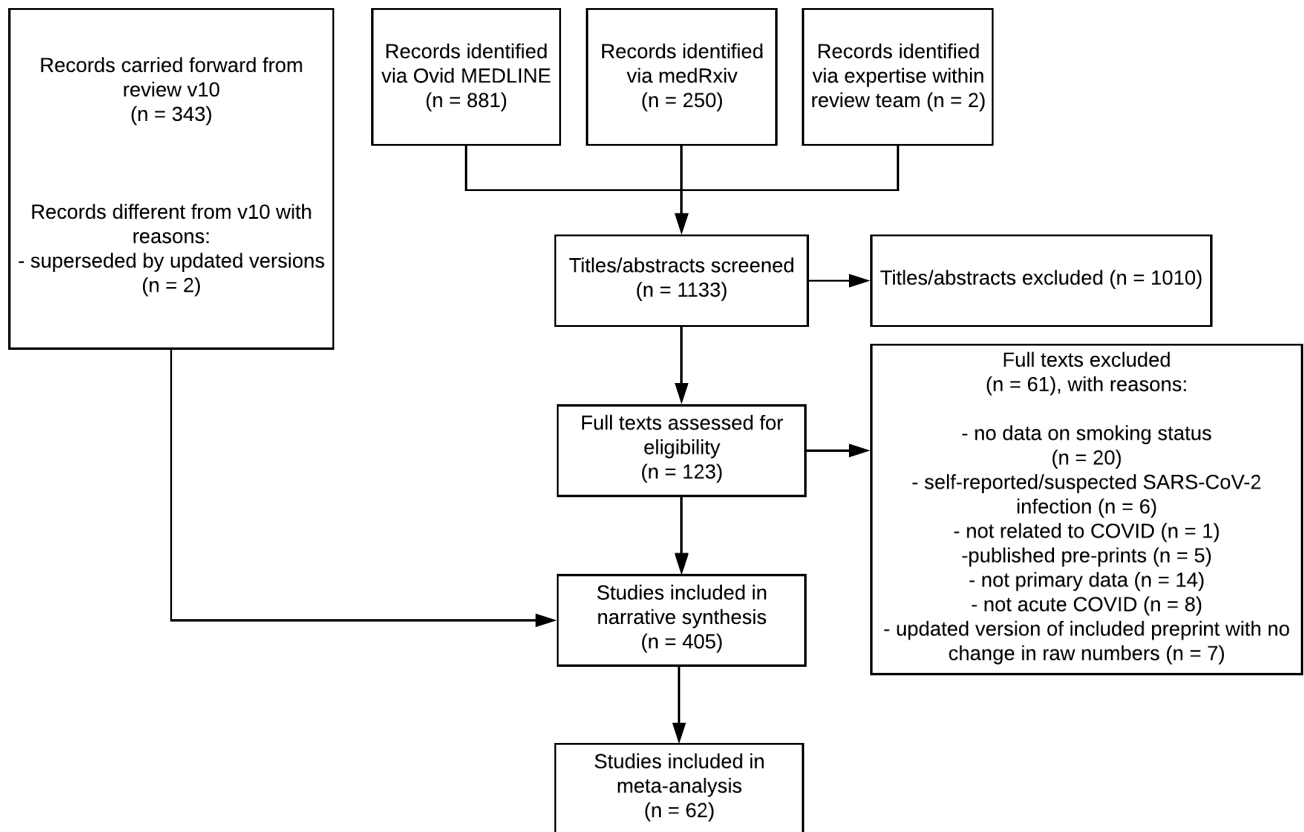 Records carried forward from
review v10
(n = 343)
Records different from v10 with
reasons:
- superseded by updated versions
(n = 2)
Records identified
via Ovid MEDLINE
(n = 881)
Records identified
via medRxiv
(n = 250)
Records identified
via expertise within
review team (n = 2)
Titles/abstracts screened
(n = 1133)
Titles/abstracts excluded (n = 1010)
Full texts assessed for
eligibility
(n = 123)
Full texts excluded
(n = 61), with reasons:
- no data on smoking status
(n = 20)
- self-reported/suspected SARS-CoV-2
infection (n = 6)
- not related to COVID (n = 1)
-published pre-prints (n = 5)
- not primary data (n = 14)
- not acute COVID (n = 8)
- updated version of included preprint with no
change in raw numbers (n = 7)
Studies included in
narrative synthesis
(n = 405)
Studies included in
meta-analysis
(n = 62)